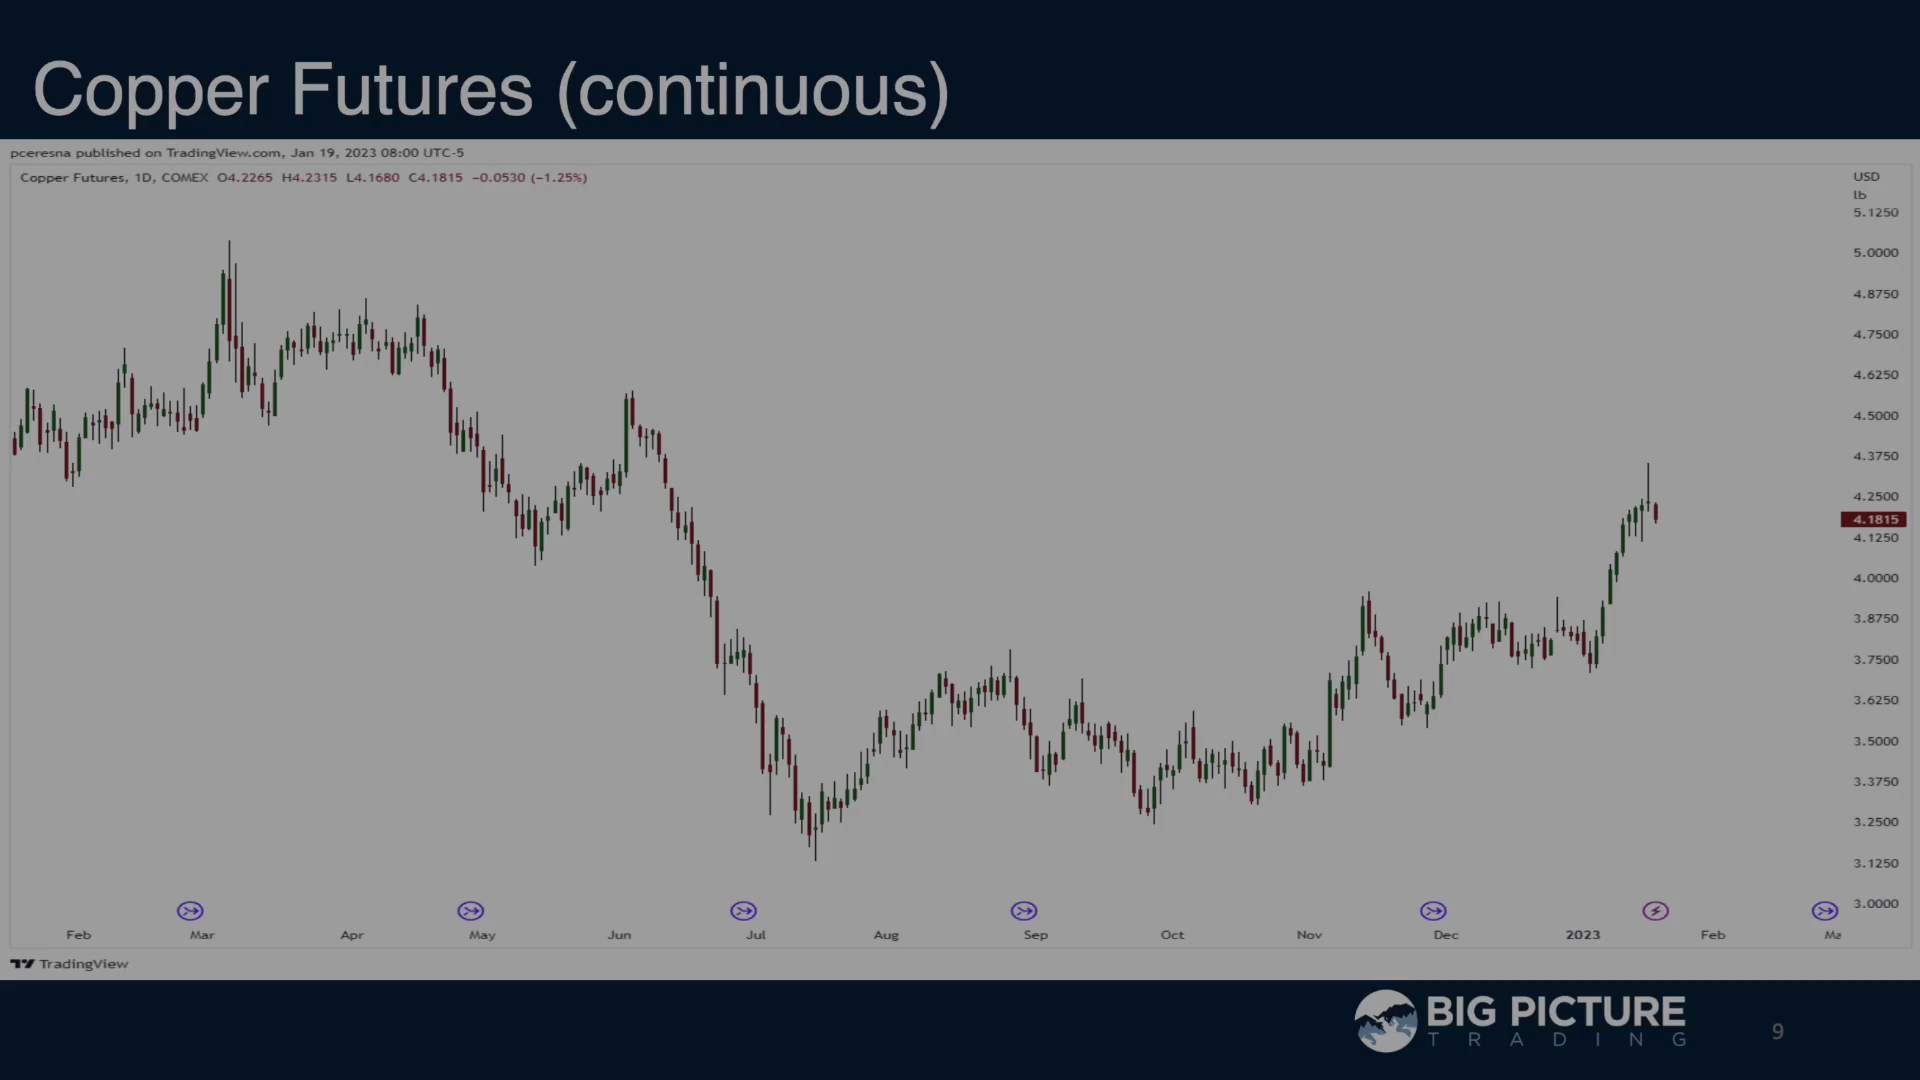 Copper Futures (continuous)
pceresna published on TradingView.com, Jan 19, 2023 08:00 UTC-5
Copper Futures, 1D, COMEX O4.2265 H4.2315 L4.1680 C4.1815 −0.0530 (−1.25%)
USD
lb
5.1250
5.0000
4.8750
4.7500
4.6250
4.5000
4.3750
4.2500
4.1815
4.1250
4.0000
3.8750
3.7500
3.6250
3.5000
3.3750
3.2500
3.1250
3.0000
Feb Mar Apr May Jun Jul Aug Sep Oct Nov Dec 2023 Feb Ma
TradingView
BIG PICTURE
TRADING
9